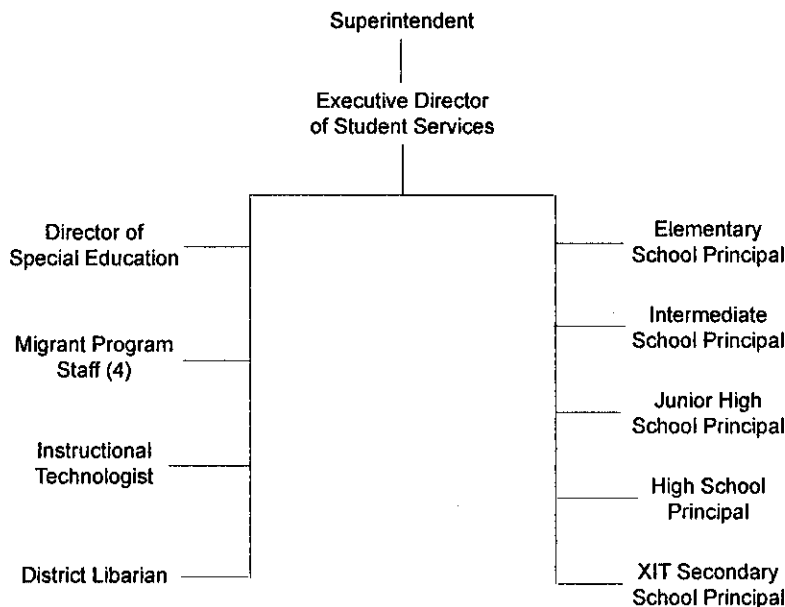 Superintendent
Executive Director
of Student Services
Director of
Special Education
Migrant Program
Staff (4)
Instructional
Technologist
District Libarian
Elementary
School Principal
Intermediate
School Principal
Junior High
School Principal
High School
Principal
XIT Secondary
School Principal